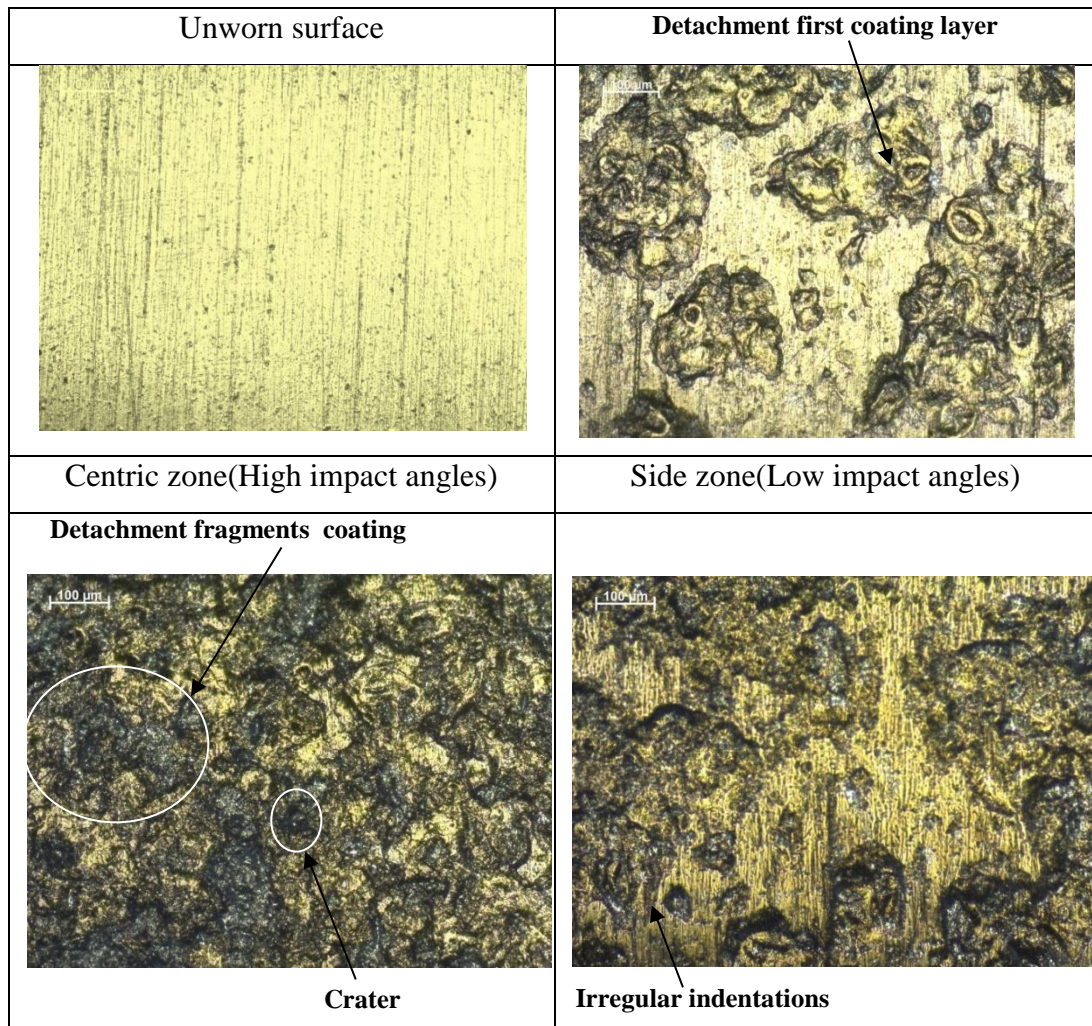 Unworn surface
Detachment first coating layer
100 µm
Centric zone(High impact angles)
Side zone(Low impact angles)
Detachment fragments coating
100 µm
100 µm
Crater
Irregular indentations